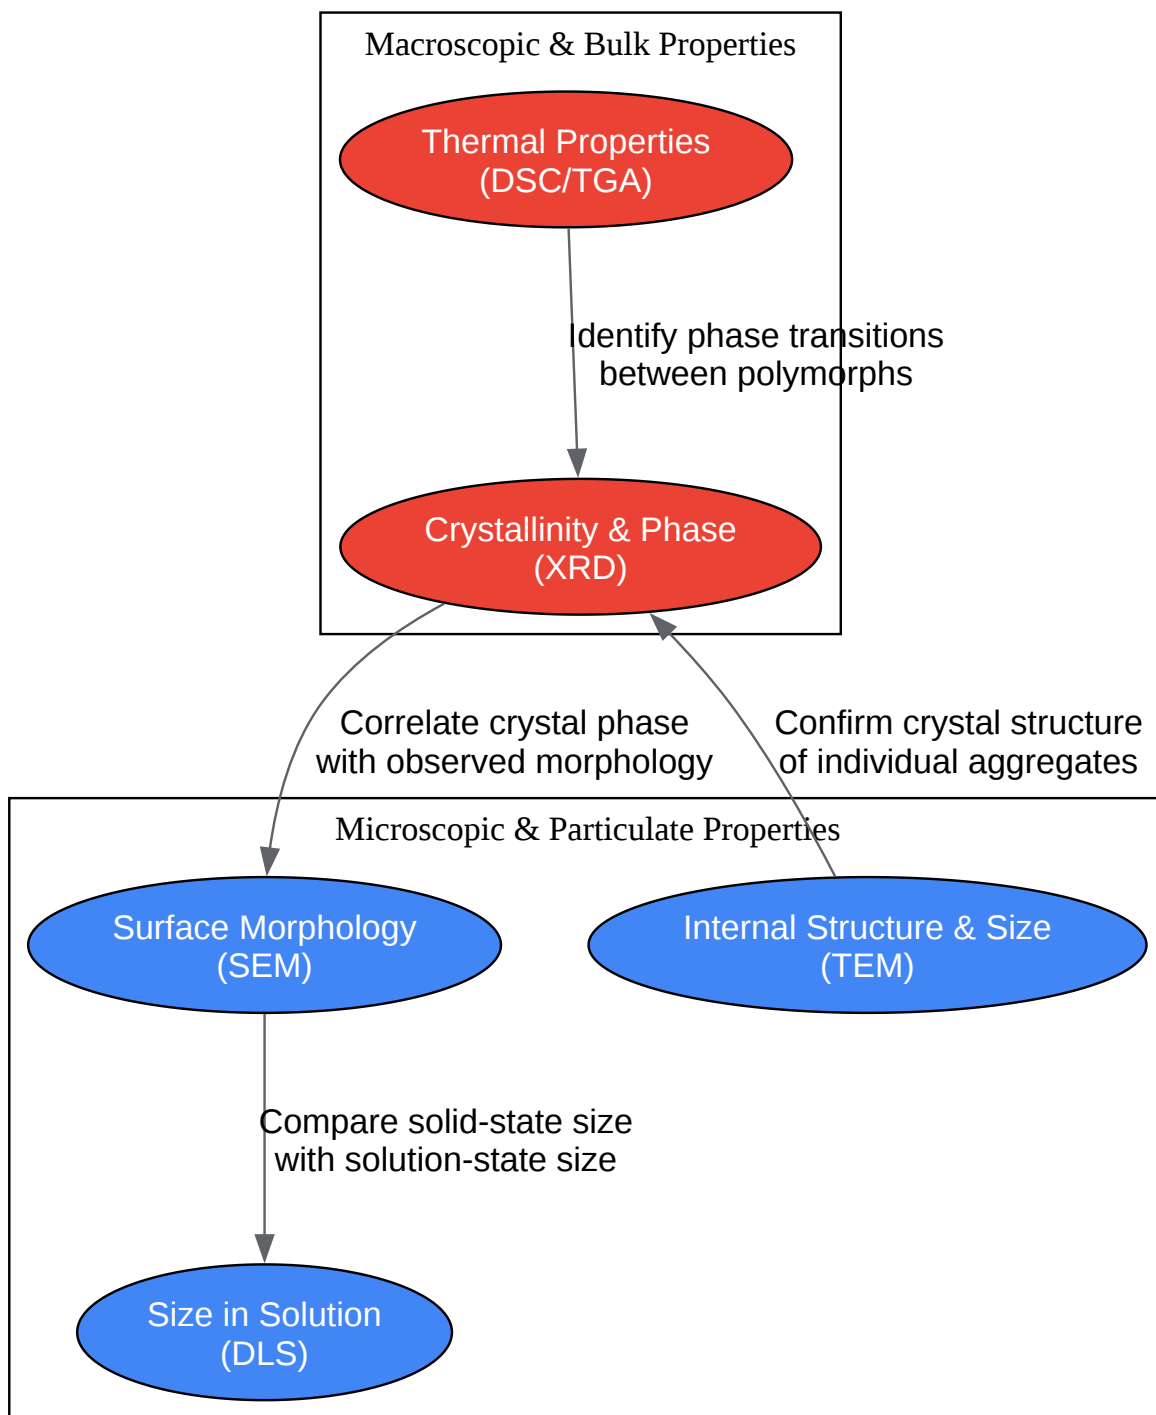 Macroscopic & Bulk Properties
Thermal Properties
(DSC/TGA)
Identify phase transitions
between polymorphs
Crystallinity & Phase
(XRD)
Correlate crystal phase
with observed morphology
Confirm crystal structure
of individual aggregates
Microscopic & Particulate Properties
Surface Morphology
(SEM)
Internal Structure & Size
(TEM)
Compare solid-state size
with solution-state size
Size in Solution
(DLS)